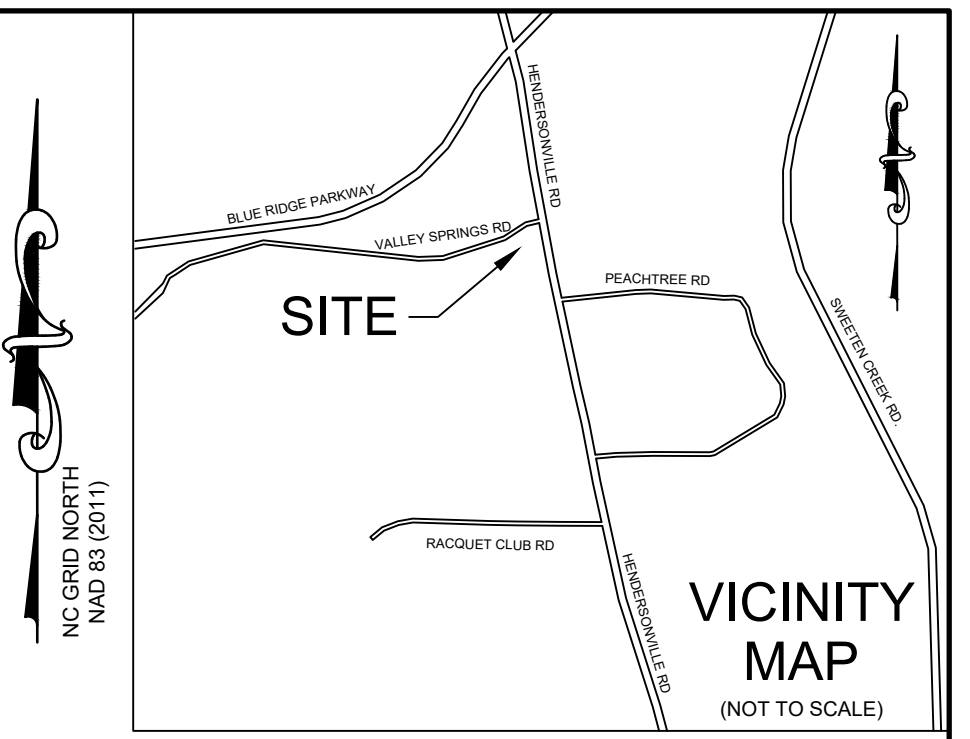 NC GRID NORTH
NAD 83 (2011)
HENDERSONVILLE RD
BLUE RIDGE PARKWAY
VALLEY SPRINGS RD
PEACHTREE RD
SITE
SWEETEN CREEK RD.
RACQUET CLUB RD
HENDERSONVILLE RD
VICINITY
MAP
(NOT TO SCALE)